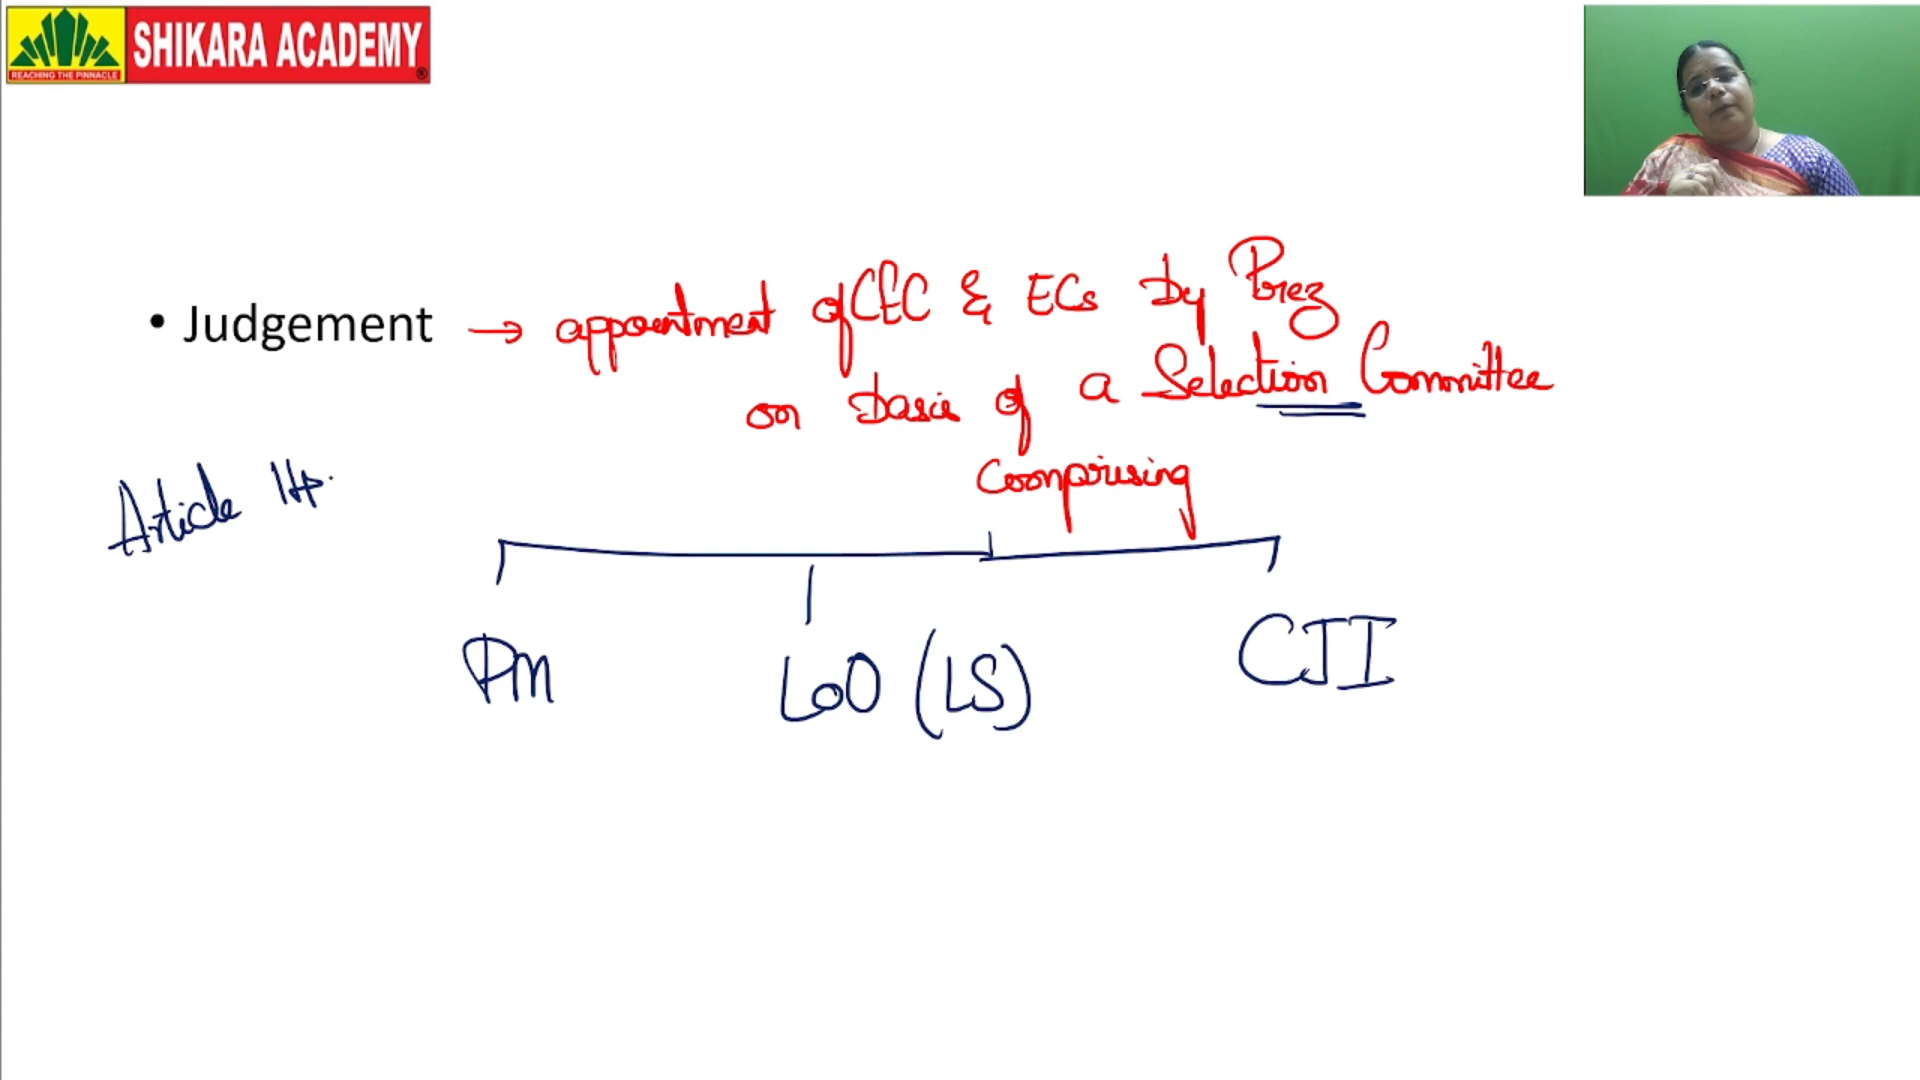 SHIKARA ACADEMY
REACHING THE PINNACLE
• Judgement → appointment of CEC & ECs by Prez
on basis of a Selection Committee
Comprising
Article
PM LoO (LS) CJI